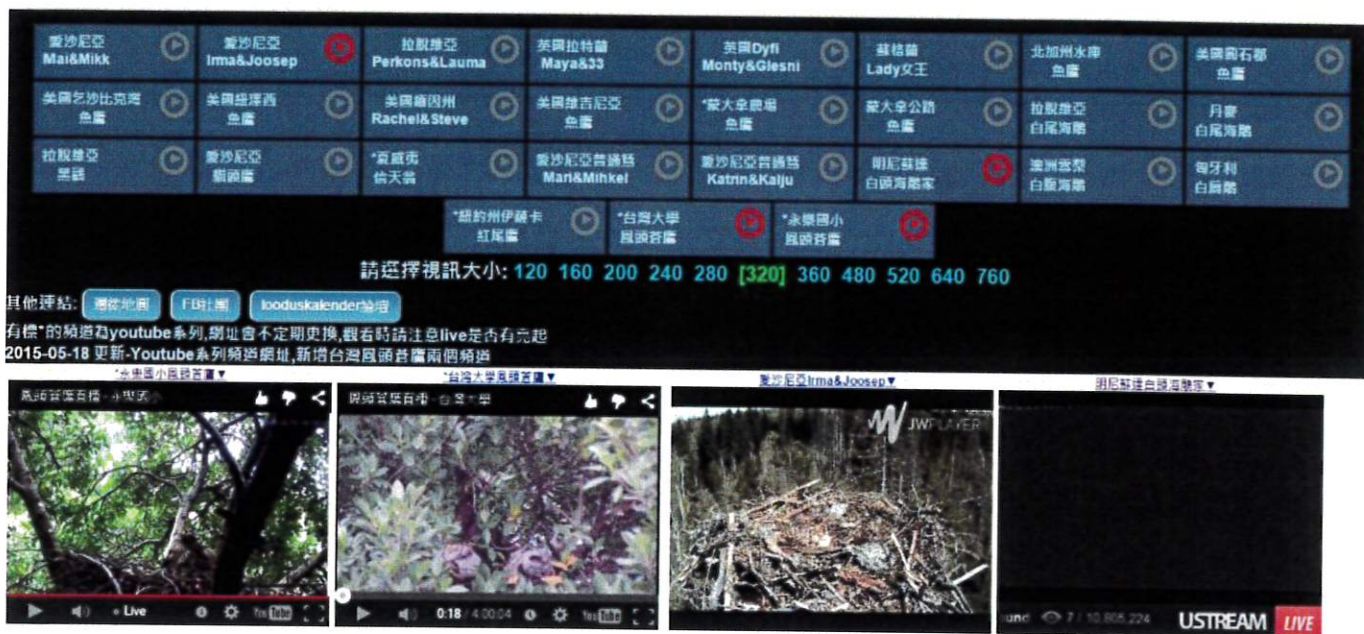 愛沙尼亞 Mai&Mikk
愛沙尼亞 Irma&Joosep
拉脫維亞 Perkons&Lauma
英國拉特蘭 Maya&33
英國Dyfi Monty&Glesni
蘇格蘭 Lady女王
北加州水庫 魚鷹
美國圓石郡 魚鷹
美國乞沙比克灣 魚鷹
美國紐澤西 魚鷹
美國緬因州 Rachel&Steve
美國維吉尼亞 魚鷹
*蒙大拿農場 魚鷹
蒙大拿公路 魚鷹
拉脫維亞 白尾海鵰
丹麥 白尾海鵰
拉脫維亞 黑鸛
愛沙尼亞 貓頭鷹
*夏威夷 信天翁
愛沙尼亞普通鵟 Mari&Mihkel
愛沙尼亞普通鵟 Katrin&Kalju
明尼蘇達 白頭海鵰家
澳洲雪梨 白腹海鵰
匈牙利 白肩鵰
*紐約州伊薩卡 紅尾鷹
*台灣大學 鳳頭蒼鷹
*永樂國小 鳳頭蒼鷹
請選擇視訊大小: 120 160 200 240 280 [320] 360 480 520 640 760
其他連結: 遷徙地圖 FB社團 looduskalender論壇
有標*的頻道為youtube系列,網址會不定期更換,觀看時請注意live是否有亮起
2015-05-18 更新-Youtube系列頻道網址,新增台灣鳳頭蒼鷹兩個頻道
*永樂國小鳳頭蒼鷹▼
*台灣大學鳳頭蒼鷹▼
愛沙尼亞Irma&Joosep▼
明尼蘇達白頭海鵰家▼
鳳頭蒼鷹直播 - 永樂國小
鳳頭蒼鷹直播 - 台灣大學
JWPLAYER
Live
YouTube
0:18 / 4:00:04
YouTube
7 / 10,805,224
USTREAM LIVE